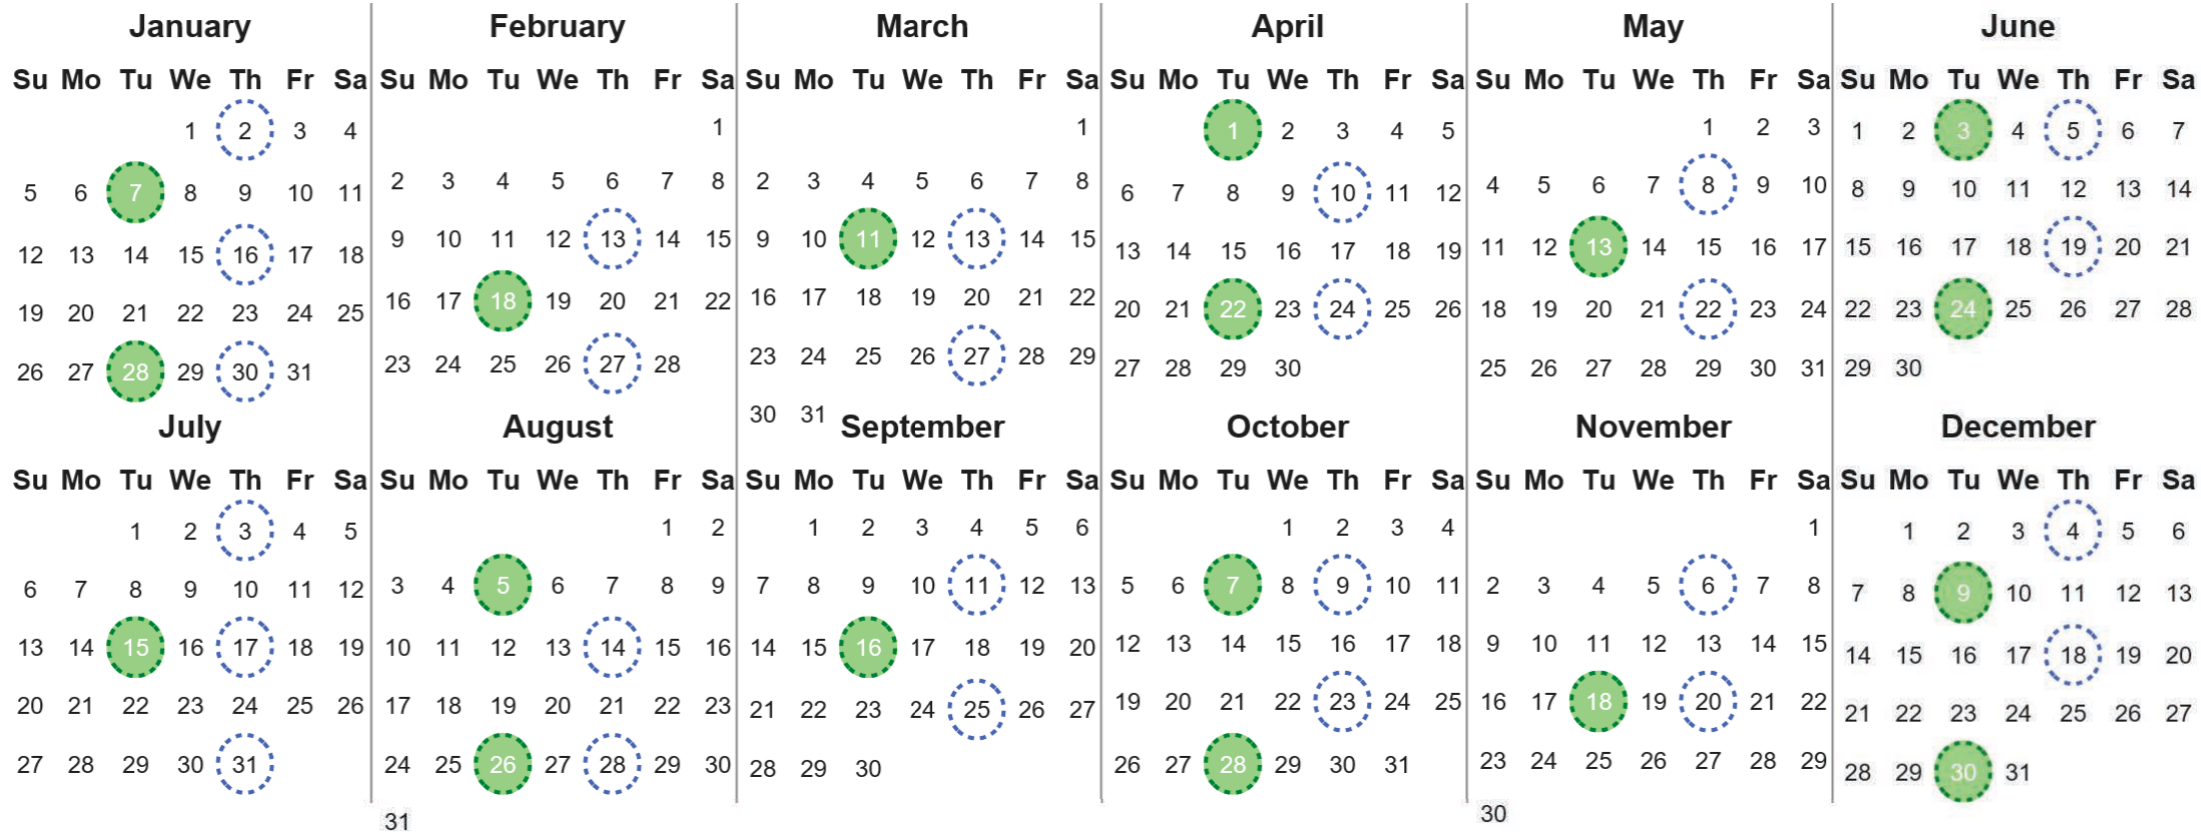 January
Su Mo Tu We Th Fr Sa
1 2 3 4
5 6 7 8 9 10 11
12 13 14 15 16 17 18
19 20 21 22 23 24 25
26 27 28 29 30 31
February
Su Mo Tu We Th Fr Sa
1
2 3 4 5 6 7 8
9 10 11 12 13 14 15
16 17 18 19 20 21 22
23 24 25 26 27 28
March
Su Mo Tu We Th Fr Sa
1
2 3 4 5 6 7 8
9 10 11 12 13 14 15
16 17 18 19 20 21 22
23 24 25 26 27 28 29
30 31
April
Su Mo Tu We Th Fr Sa
1 2 3 4 5
6 7 8 9 10 11 12
13 14 15 16 17 18 19
20 21 22 23 24 25 26
27 28 29 30
May
Su Mo Tu We Th Fr Sa
1 2 3
4 5 6 7 8 9 10
11 12 13 14 15 16 17
18 19 20 21 22 23 24
25 26 27 28 29 30 31
June
Su Mo Tu We Th Fr Sa
1 2 3 4 5 6 7
8 9 10 11 12 13 14
15 16 17 18 19 20 21
22 23 24 25 26 27 28
29 30
July
Su Mo Tu We Th Fr Sa
1 2 3 4 5
6 7 8 9 10 11 12
13 14 15 16 17 18 19
20 21 22 23 24 25 26
27 28 29 30 31
August
Su Mo Tu We Th Fr Sa
1 2
3 4 5 6 7 8 9
10 11 12 13 14 15 16
17 18 19 20 21 22 23
24 25 26 27 28 29 30
31
September
Su Mo Tu We Th Fr Sa
1 2 3 4 5 6
7 8 9 10 11 12 13
14 15 16 17 18 19 20
21 22 23 24 25 26 27
28 29 30
October
Su Mo Tu We Th Fr Sa
1 2 3 4
5 6 7 8 9 10 11
12 13 14 15 16 17 18
19 20 21 22 23 24 25
26 27 28 29 30 31
November
Su Mo Tu We Th Fr Sa
1
2 3 4 5 6 7 8
9 10 11 12 13 14 15
16 17 18 19 20 21 22
23 24 25 26 27 28 29
30
December
Su Mo Tu We Th Fr Sa
1 2 3 4 5 6
7 8 9 10 11 12 13
14 15 16 17 18 19 20
21 22 23 24 25 26 27
28 29 30 31